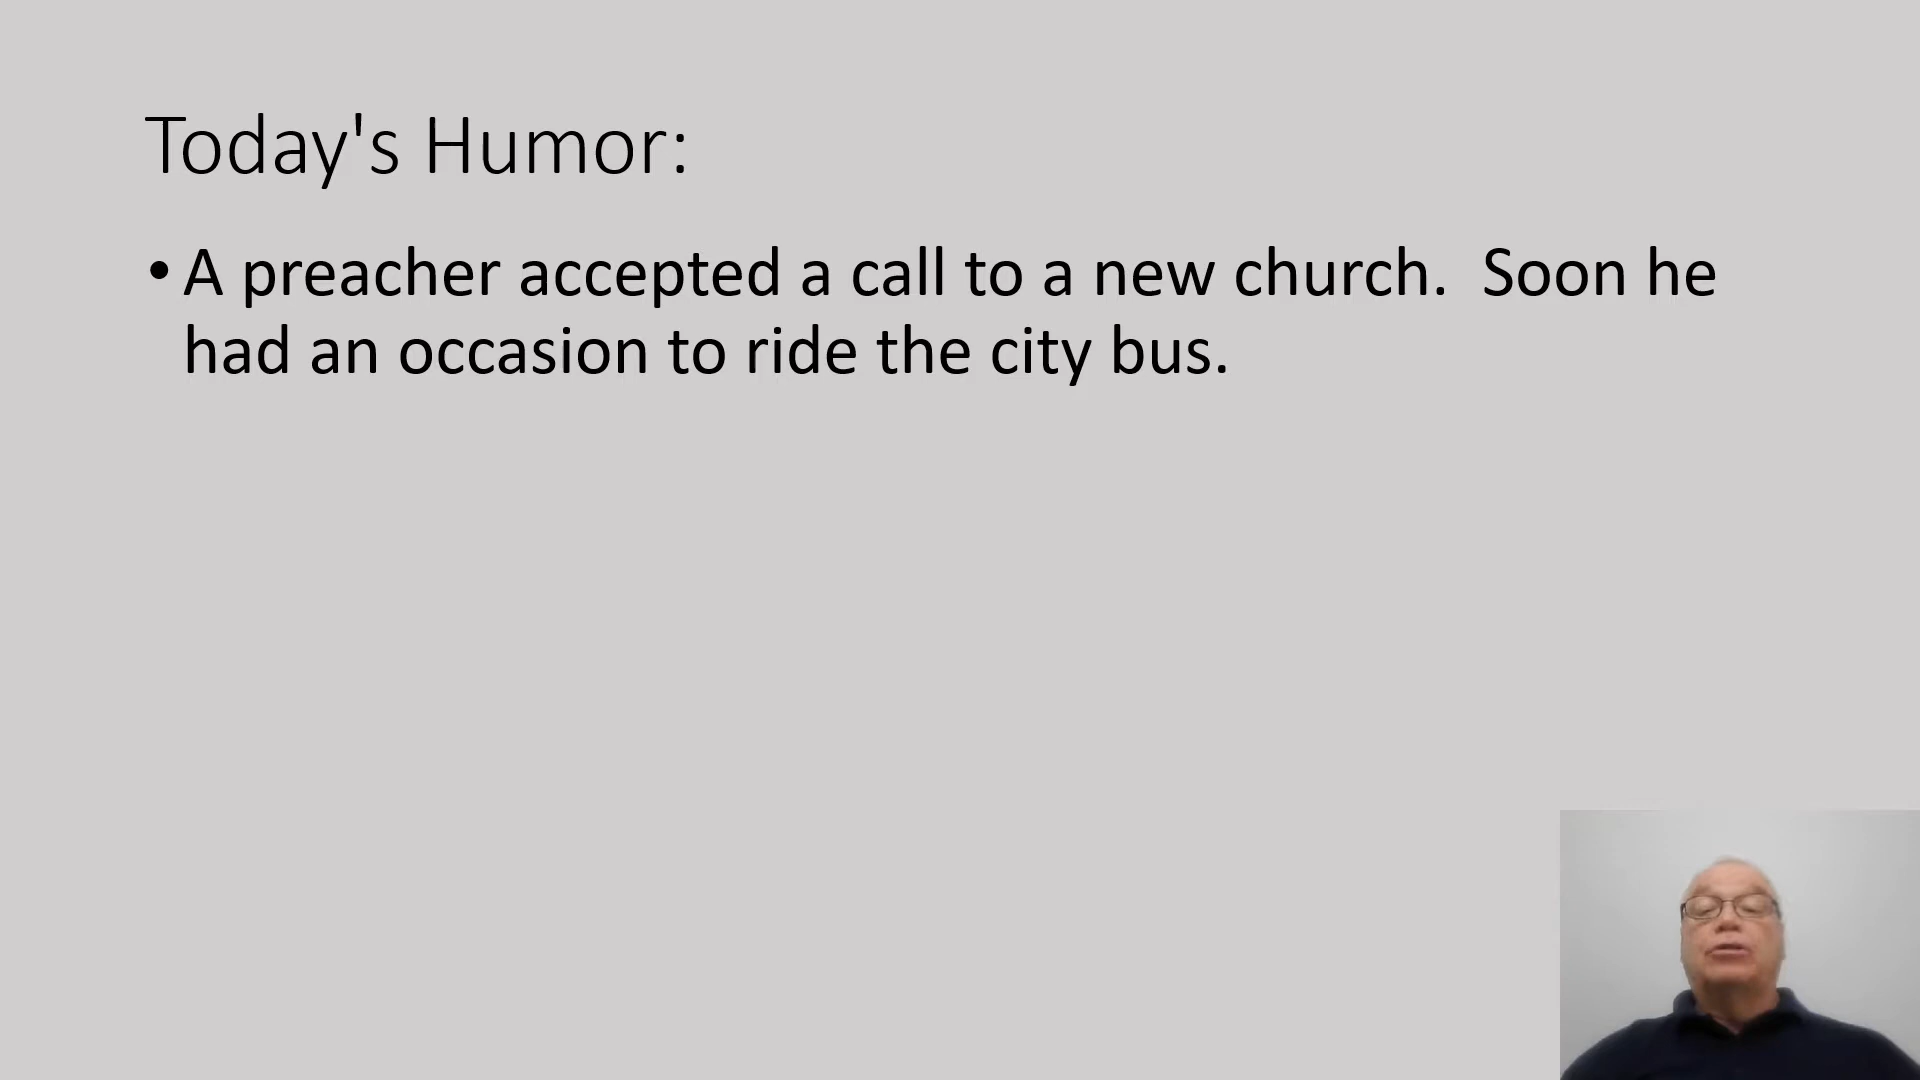 Today's Humor:
• A preacher accepted a call to a new church.  Soon he
had an occasion to ride the city bus.